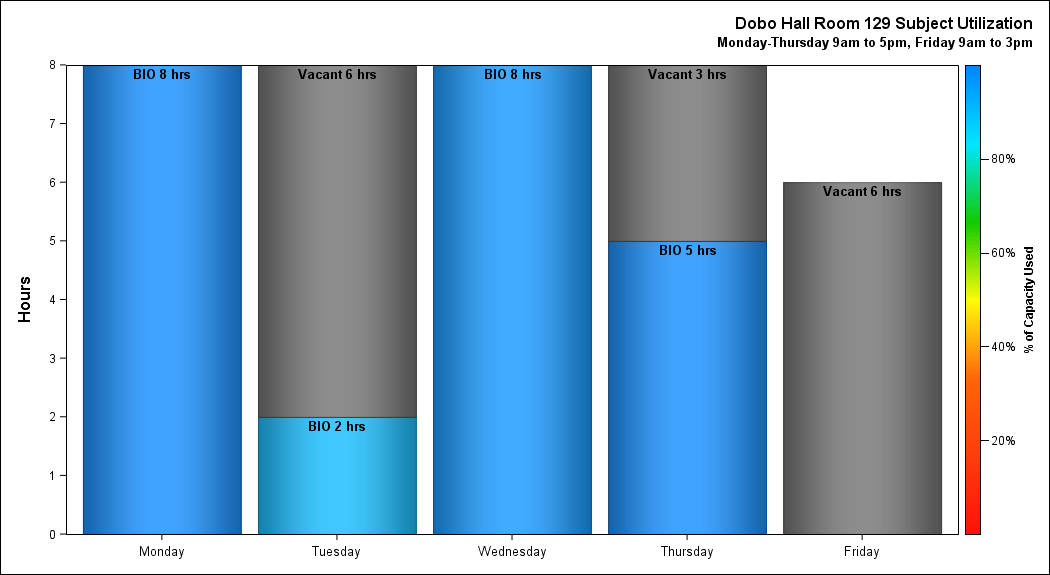 Dobo Hall Room 129 Subject Utilization
Monday-Thursday 9am to 5pm, Friday 9am to 3pm
Hours
8
7
6
5
4
3
2
1
0
BIO 8 hrs
Vacant 6 hrs
BIO 2 hrs
BIO 8 hrs
Vacant 3 hrs
BIO 5 hrs
Vacant 6 hrs
Monday
Tuesday
Wednesday
Thursday
Friday
80%
60%
40%
20%
% of Capacity Used